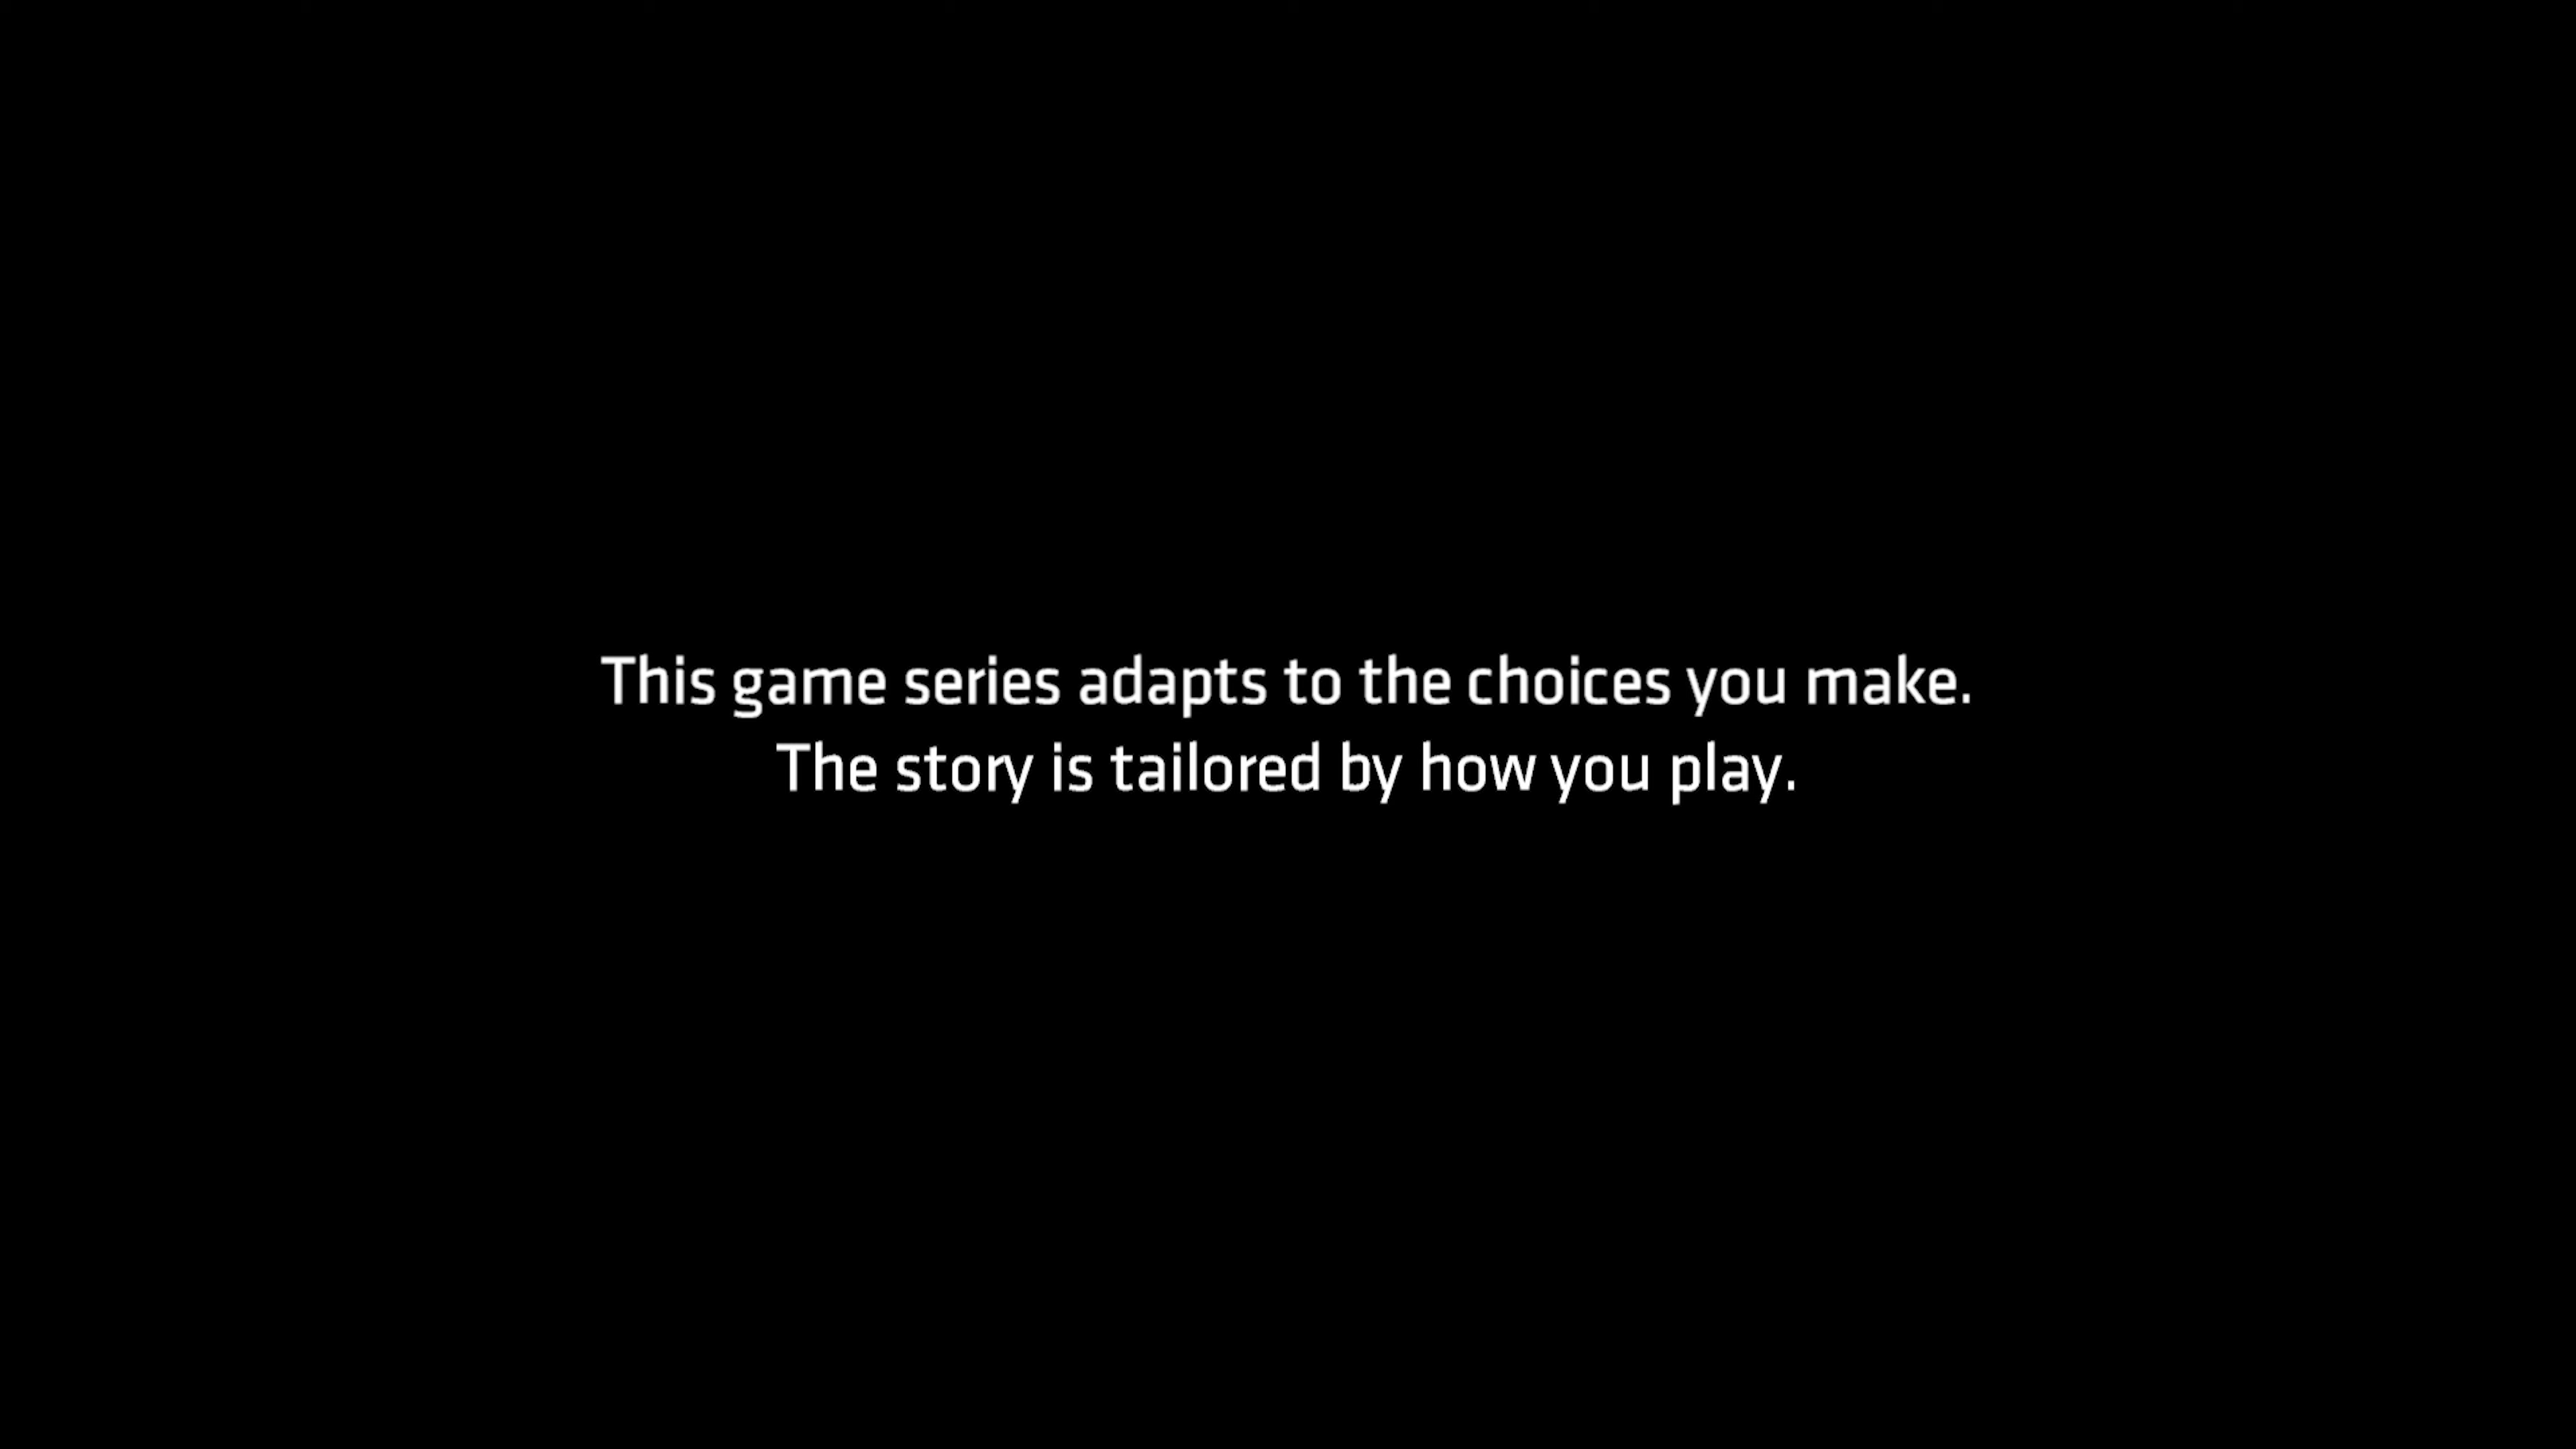 This game series adapts to the choices you make.
The story is tailored by how you play.